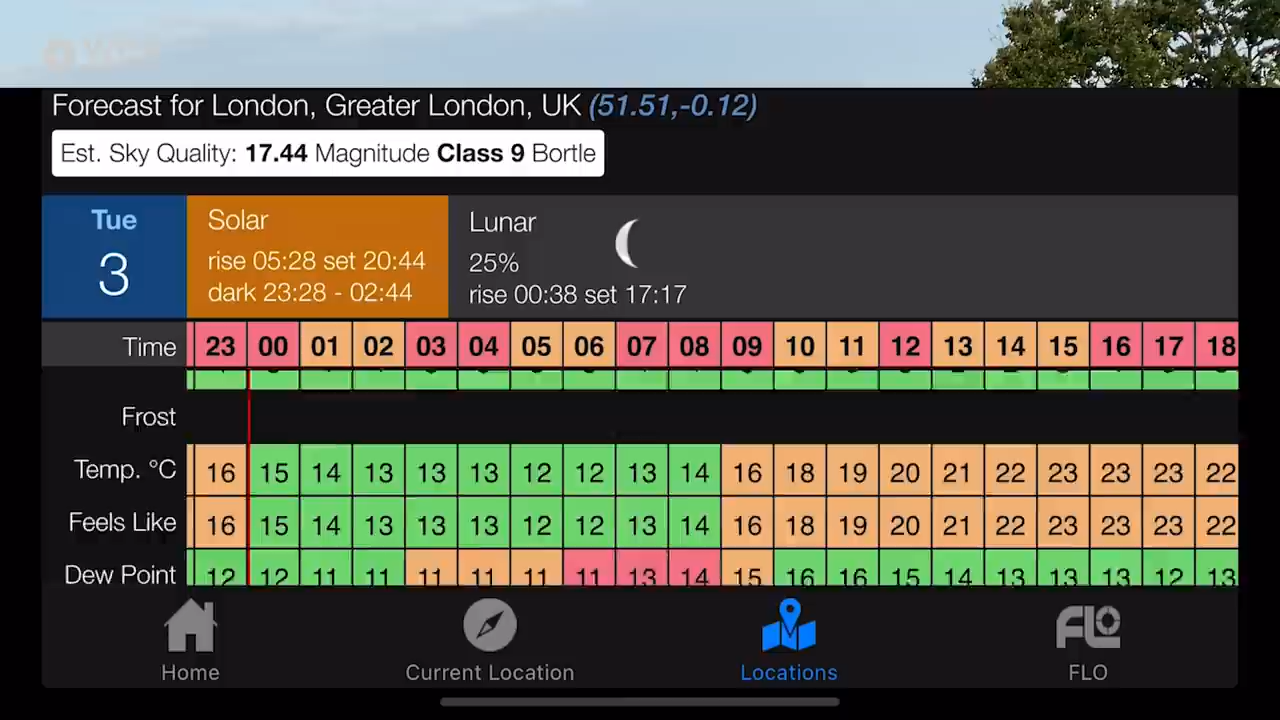 Forecast for London, Greater London, UK (51.51,-0.12)
Est. Sky Quality: 17.44 Magnitude Class 9 Bortle
Tue
3
Solar
rise 05:28 set 20:44
dark 23:28 - 02:44
Lunar
25%
rise 00:38 set 17:17
Time 23 00 01 02 03 04 05 06 07 08 09 10 11 12 13 14 15 16 17 18
Frost
Temp. °C 16 15 14 13 13 13 12 12 13 14 16 18 19 20 21 22 23 23 23 22
Feels Like 16 15 14 13 13 13 12 12 13 14 16 18 19 20 21 22 23 23 23 22
Dew Point 12 12 11 11 11 11 11 11 13 14 15 16 16 15 14 13 13 13 12 13
Home
Current Location
Locations
FLO
FLO